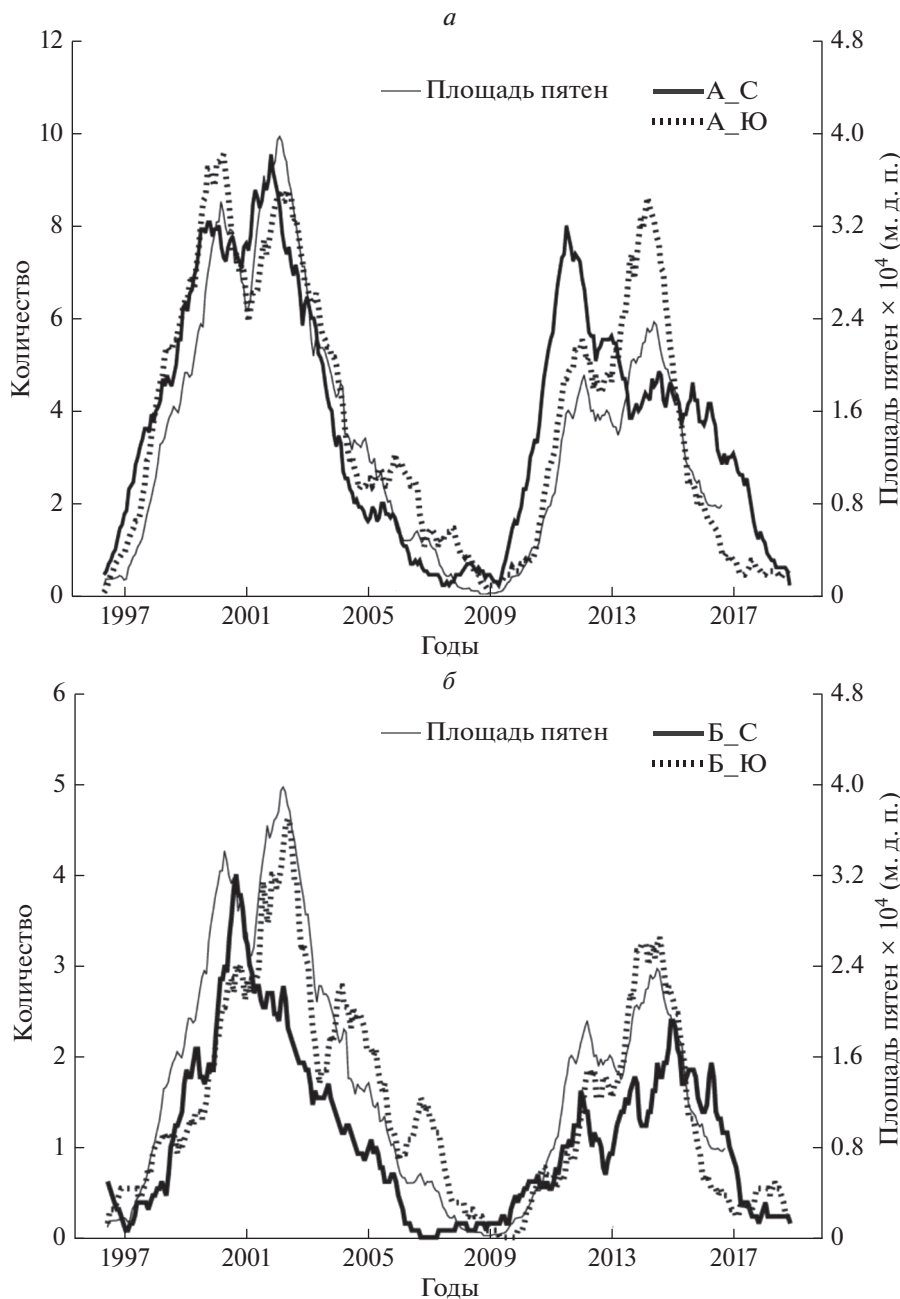 а
12
10
8
6
4
2
0
Количество
4.8
4.0
3.2
2.4
1.6
0.8
0
Площадь пятен × 10⁴ (м. д. п.)
Площадь пятен
А_С
А_Ю
1997
2001
2005
2009
2013
2017
Годы
б
6
5
4
3
2
1
0
Количество
4.8
4.0
3.2
2.4
1.6
0.8
0
Площадь пятен × 10⁴ (м. д. п.)
Площадь пятен
Б_С
Б_Ю
1997
2001
2005
2009
2013
2017
Годы